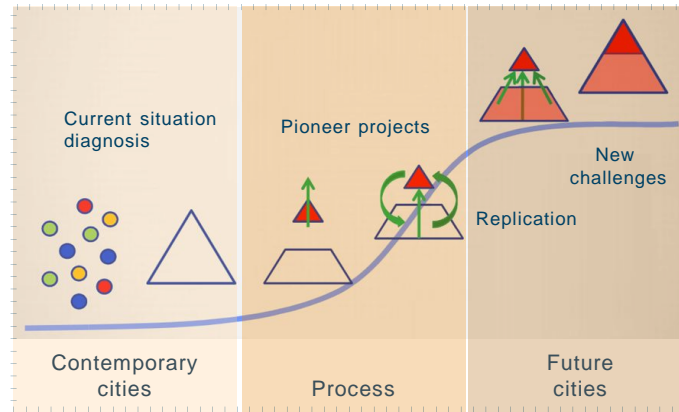 Current situation
diagnosis
Pioneer projects
New
challenges
Replication
Contemporary
cities
Process
Future
cities